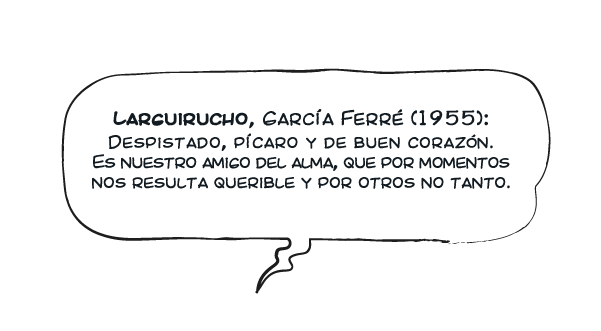 Larguirucho, García Ferré (1955):
Despistado, pícaro y de buen corazón.
Es nuestro amigo del alma, que por momentos
nos resulta querible y por otros no tanto.